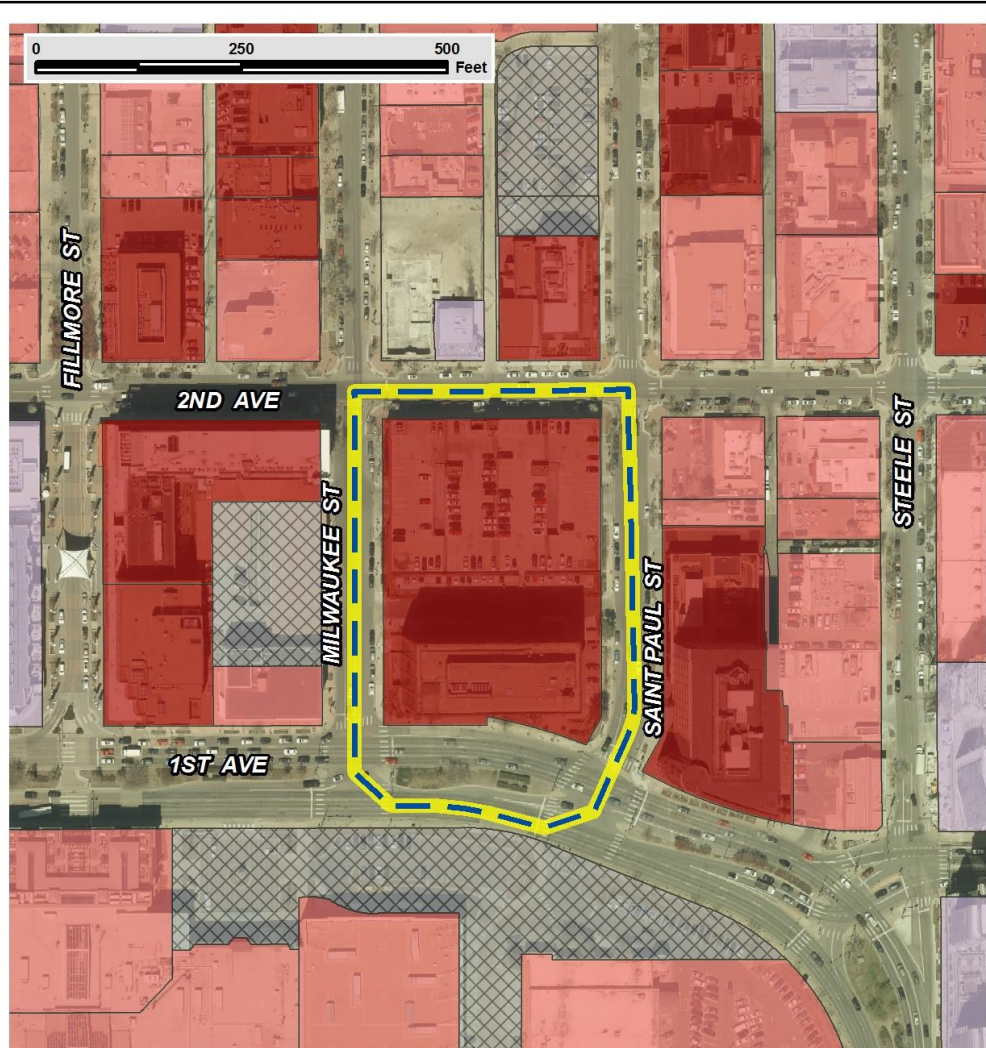 0 250 500
Feet
FILLMORE ST
2ND AVE
MILWAUKEE ST
SAINT PAUL ST
STEELE ST
1ST AVE